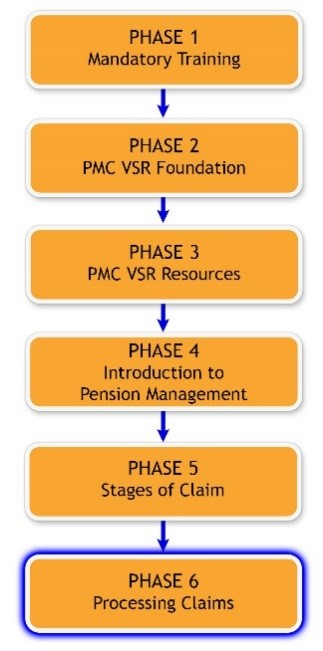 PHASE 1
Mandatory Training
PHASE 2
PMC VSR Foundation
PHASE 3
PMC VSR Resources
PHASE 4
Introduction to
Pension Management
PHASE 5
Stages of Claim
PHASE 6
Processing Claims